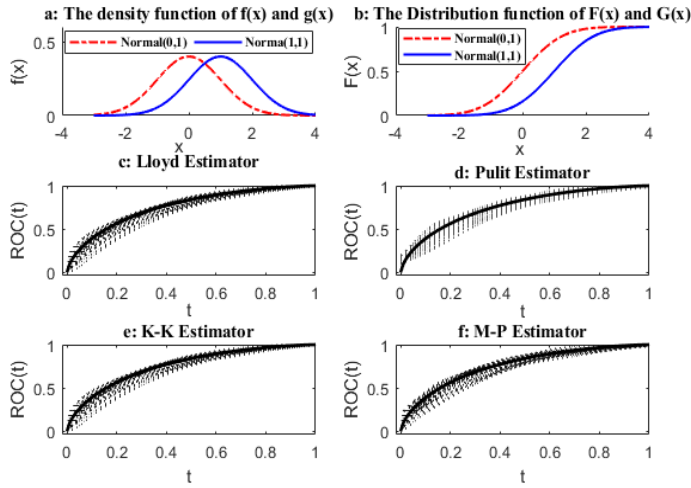 a: The density function of f(x) and g(x)
0.5
Normal(0,1)
Norma(1,1)
f(x)
0
-4
-2
0
2
4
x
b: The Distribution function of F(x) and G(x)
1
0.5
0
Normal(0,1)
Normal(1,1)
F(x)
-4
-2
0
2
4
x
c: Lloyd Estimator
1
0.5
0
ROC(t)
0
0.2
0.4
0.6
0.8
1
t
d: Pulit Estimator
1
0.5
0
ROC(t)
0
0.2
0.4
0.6
0.8
1
t
e: K-K Estimator
1
0.5
0
ROC(t)
0
0.2
0.4
0.6
0.8
1
t
f: M-P Estimator
1
0.5
0
ROC(t)
0
0.2
0.4
0.6
0.8
1
t